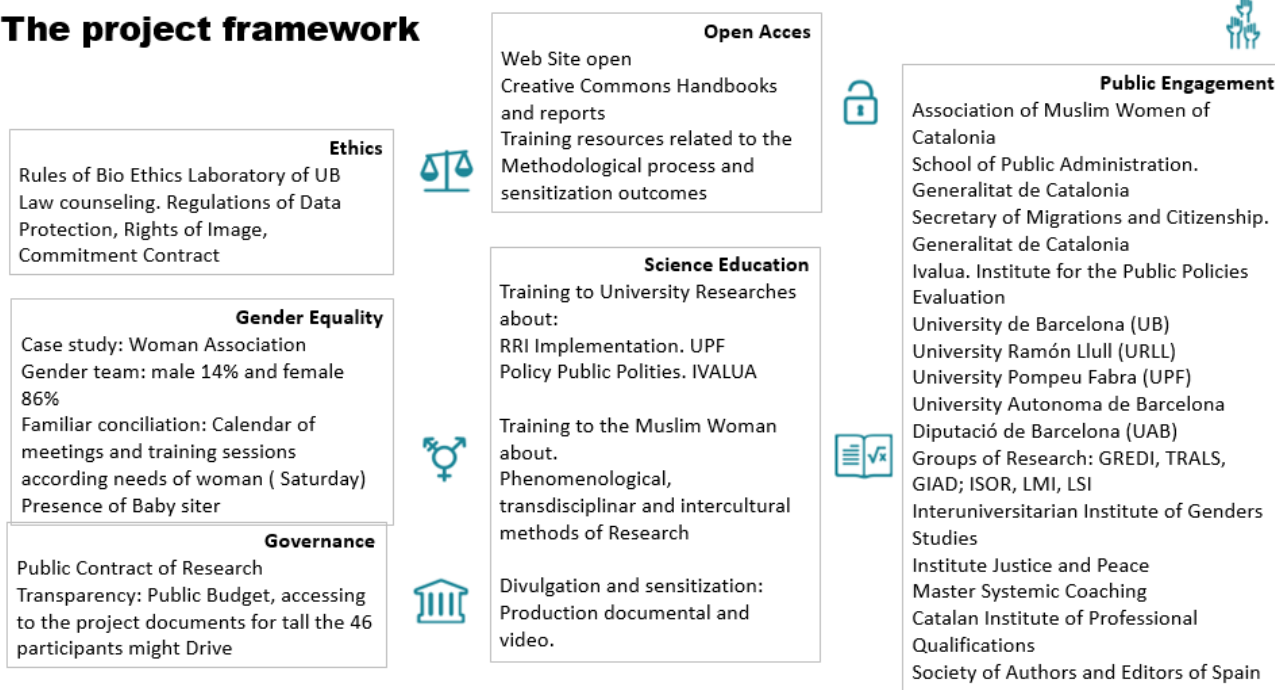 The project framework
Ethics
Rules of Bio Ethics Laboratory of UB
Law counseling. Regulations of Data
Protection, Rights of Image,
Commitment Contract
Gender Equality
Case study: Woman Association
Gender team: male 14% and female
86%
Familiar conciliation: Calendar of
meetings and training sessions
according needs of woman ( Saturday)
Presence of Baby siter
Governance
Public Contract of Research
Transparency: Public Budget, accessing
to the project documents for tall the 46
participants might Drive
Open Acces
Web Site open
Creative Commons Handbooks
and reports
Training resources related to the
Methodological process and
sensitization outcomes
Science Education
Training to University Researches
about:
RRI Implementation. UPF
Policy Public Polities. IVALUA
Training to the Muslim Woman
about.
Phenomenological,
transdisciplinar and intercultural
methods of Research
Divulgation and sensitization:
Production documental and
video.
√x
Public Engagement
Association of Muslim Women of
Catalonia
School of Public Administration.
Generalitat de Catalonia
Secretary of Migrations and Citizenship.
Generalitat de Catalonia
Ivalua. Institute for the Public Policies
Evaluation
University de Barcelona (UB)
University Ramón Llull (URLL)
University Pompeu Fabra (UPF)
University Autonoma de Barcelona
Diputació de Barcelona (UAB)
Groups of Research: GREDI, TRALS,
GIAD; ISOR, LMI, LSI
Interuniversitarian Institute of Genders
Studies
Institute Justice and Peace
Master Systemic Coaching
Catalan Institute of Professional
Qualifications
Society of Authors and Editors of Spain